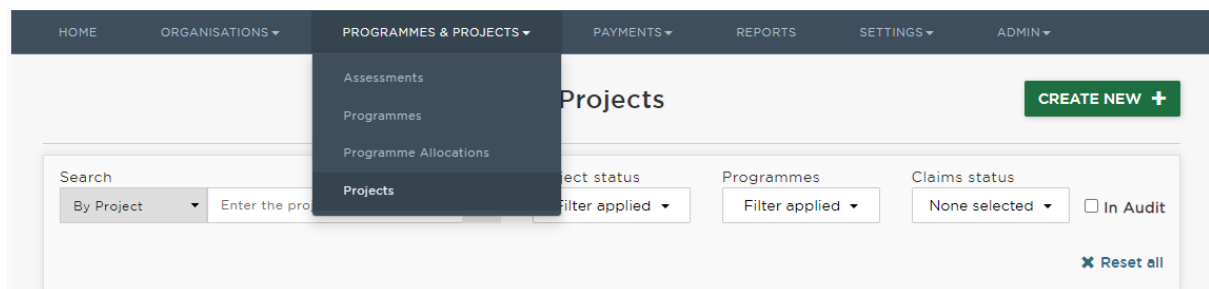 HOME ORGANISATIONS PROGRAMMES & PROJECTS PAYMENTS REPORTS SETTINGS ADMIN
Assessments
Programmes
Programme Allocations
Projects
Projects
CREATE NEW +
Search ject status Programmes Claims status
By Project Enter the proj Filter applied Filter applied None selected In Audit
✖ Reset all